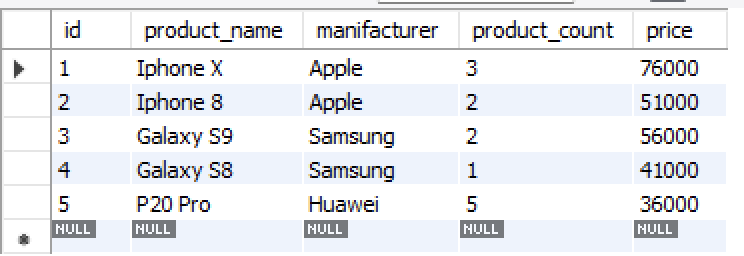 id product_name manifacturer product_count price
1 Iphone X Apple 3 76000
2 Iphone 8 Apple 2 51000
3 Galaxy S9 Samsung 2 56000
4 Galaxy S8 Samsung 1 41000
5 P20 Pro Huawei 5 36000
NULL NULL NULL NULL NULL